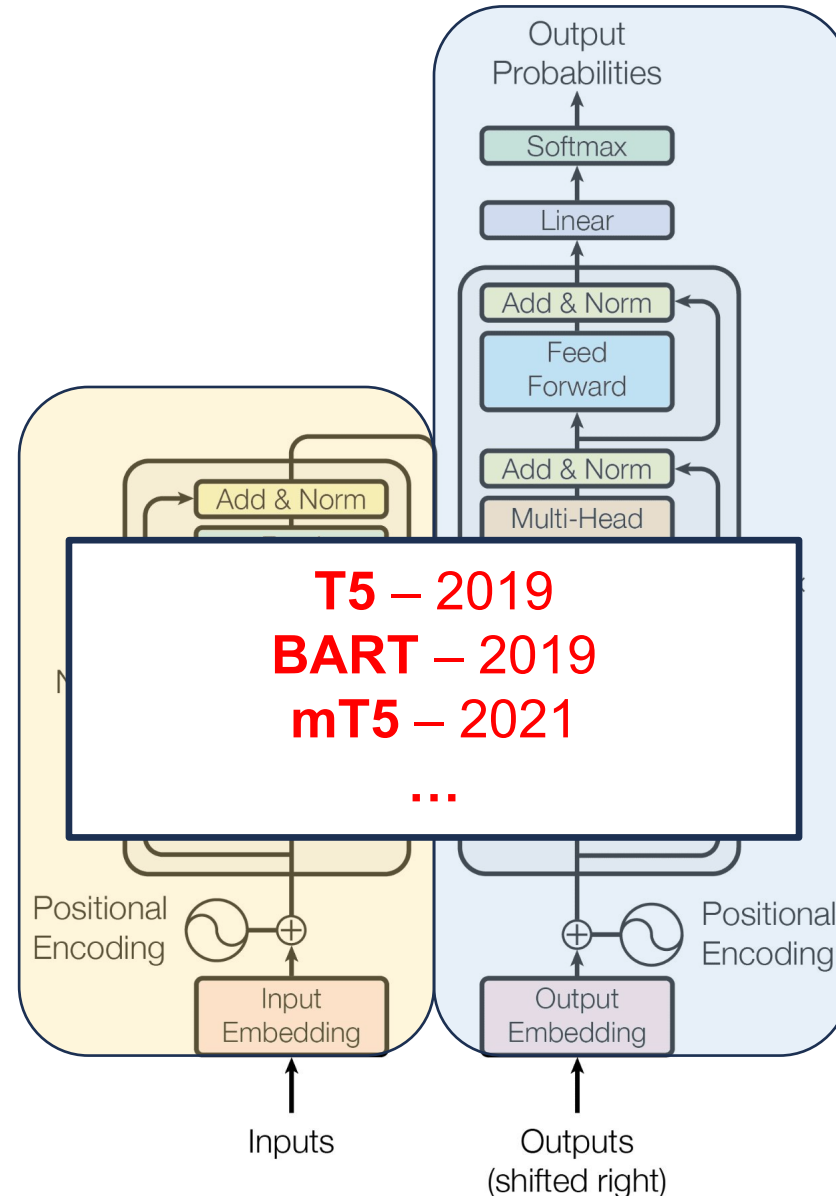 Output
Probabilities
Softmax
Linear
Add & Norm
Feed
Forward
Add & Norm
Multi-Head
Add & Norm
T5 – 2019
BART – 2019
mT5 – 2021
...
Positional
Encoding
Input
Embedding
Inputs
Positional
Encoding
Output
Embedding
Outputs
(shifted right)